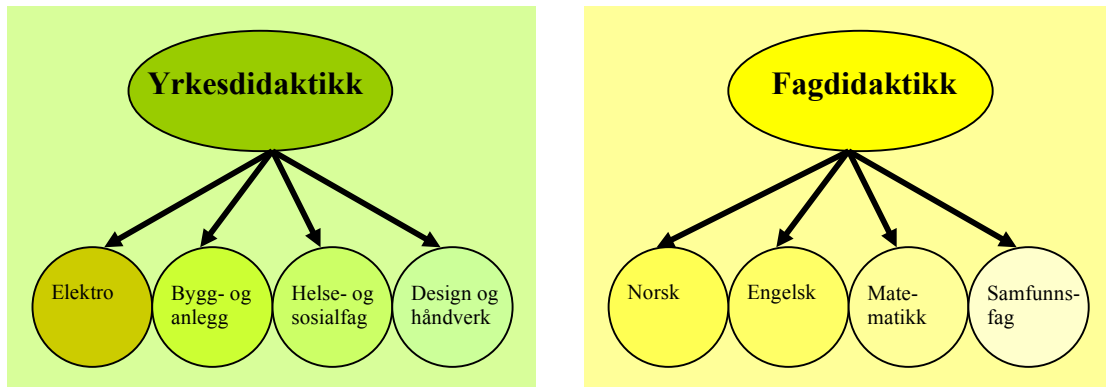 Yrkesdidaktikk
Elektro
Bygg- og
anlegg
Helse- og
sosialfag
Design og
håndverk
Fagdidaktikk
Norsk
Engelsk
Mate-
matikk
Samfunns-
fag